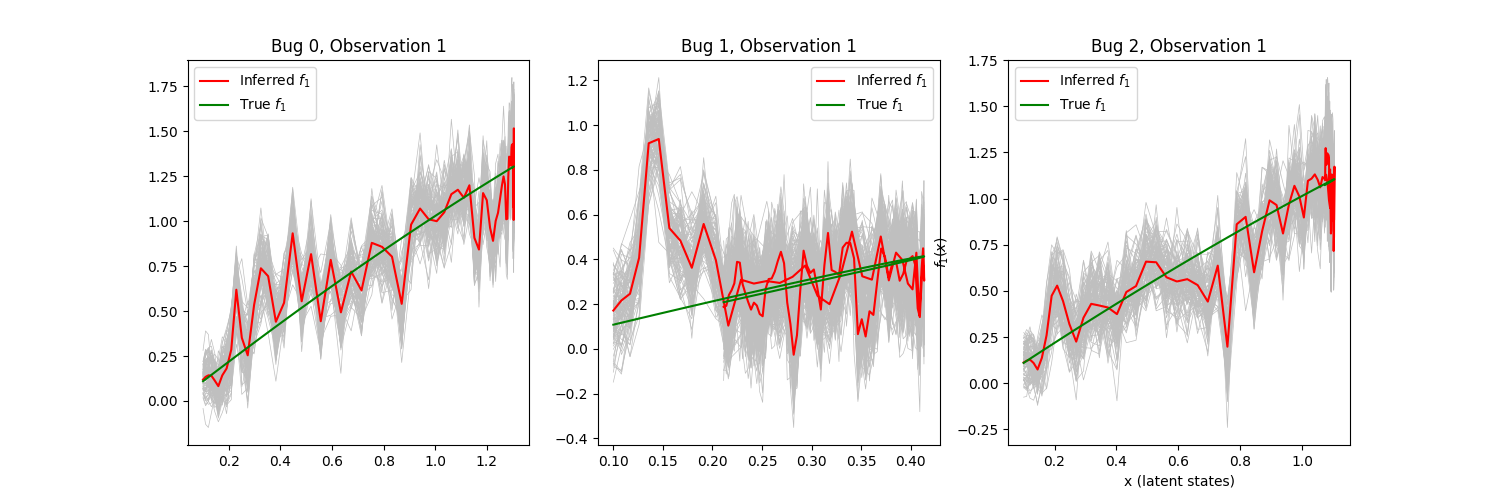 Bug 0, Observation 1
Inferred f₁
True f₁
1.75
1.50
1.25
1.00
0.75
0.50
0.25
0.00
0.2 0.4 0.6 0.8 1.0 1.2
Bug 1, Observation 1
Inferred f₁
True f₁
1.2
1.0
0.8
0.6
0.4
0.2
0.0
−0.2
−0.4
0.10 0.15 0.20 0.25 0.30 0.35 0.40
Bug 2, Observation 1
Inferred f₁
True f₁
f₁(x)
1.75
1.50
1.25
1.00
0.75
0.50
0.25
0.00
−0.25
0.2 0.4 0.6 0.8 1.0
x (latent states)